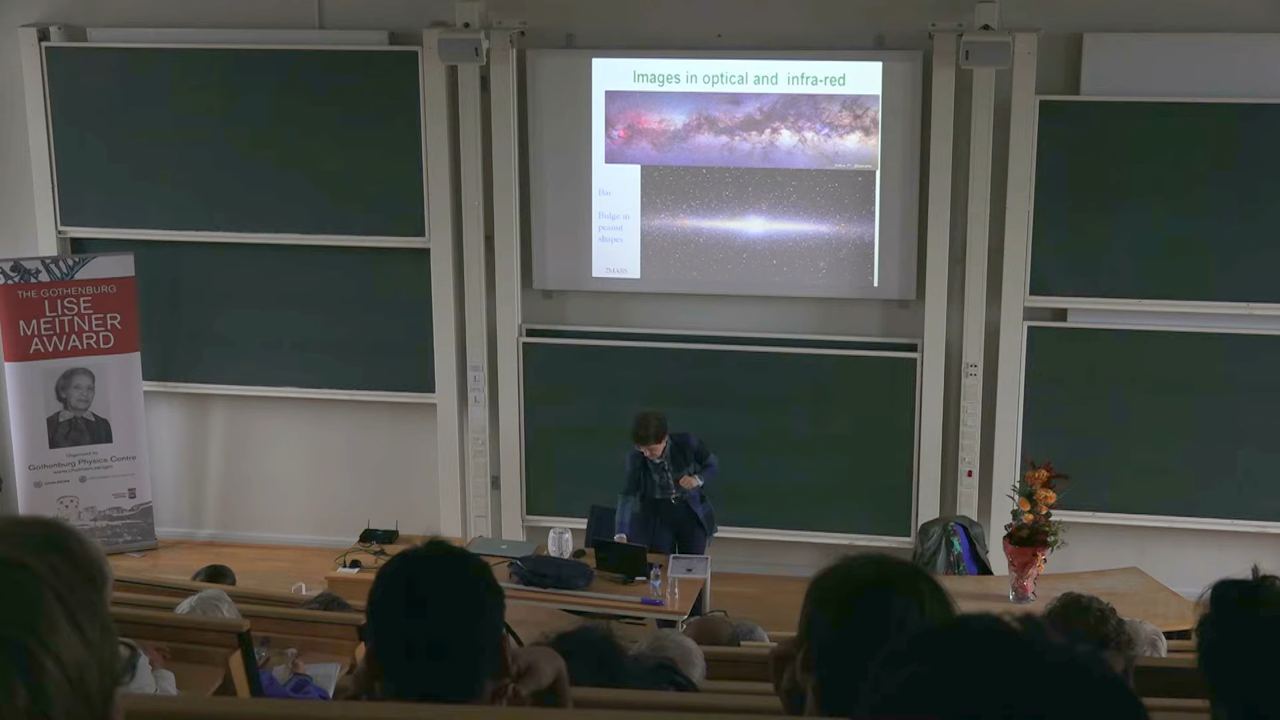 Images in optical and infra-red
Bar
Bulge in
peanut
shapes
2MASS
THE GOTHENBURG
LISE
MEITNER
AWARD
Organized by
Gothenburg Physics Centre